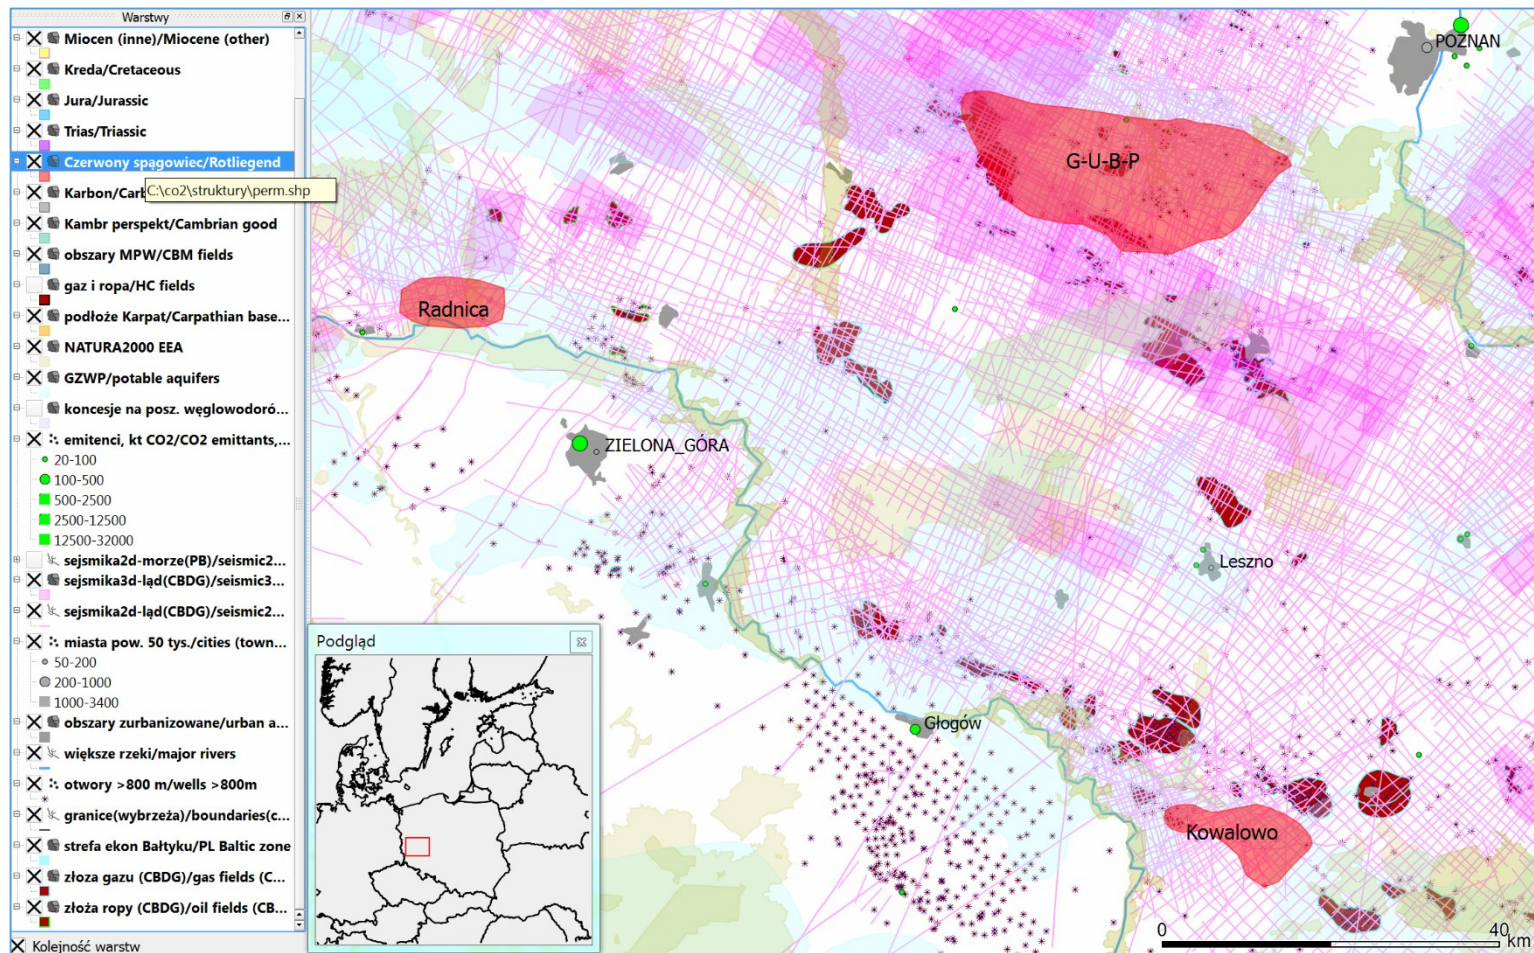 Warstwy
Miocen (inne)/Miocene (other)
Kreda/Cretaceous
Jura/Jurassic
Trias/Triassic
Czerwony spągowiec/Rotliegend
Karbon/Carb
C:\co2\struktury\perm.shp
Kambr perspekt/Cambrian good
obszary MPW/CBM fields
gaz i ropa/HC fields
podłoże Karpat/Carpathian base...
NATURA2000 EEA
GZWP/potable aquifers
koncesje na posz. węglowodoró...
emitenci, kt CO2/CO2 emittants,...
20-100
100-500
500-2500
2500-12500
12500-32000
sejsmika2d-morze(PB)/seismic2...
sejsmika3d-ląd(CBDG)/seismic3...
sejsmika2d-ląd(CBDG)/seismic2...
miasta pow. 50 tys./cities (town...
50-200
200-1000
1000-3400
obszary zurbanizowane/urban a...
większe rzeki/major rivers
otwory >800 m/wells >800m
granice(wybrzeża)/boundaries(c...
strefa ekon Bałtyku/PL Baltic zone
złoza gazu (CBDG)/gas fields (C...
złoża ropy (CBDG)/oil fields (CB...
Kolejność warstw
POZNAŃ
G-U-B-P
Radnica
ZIELONA_GÓRA
Leszno
Głogów
Kowalowo
Podgląd
0 40 km